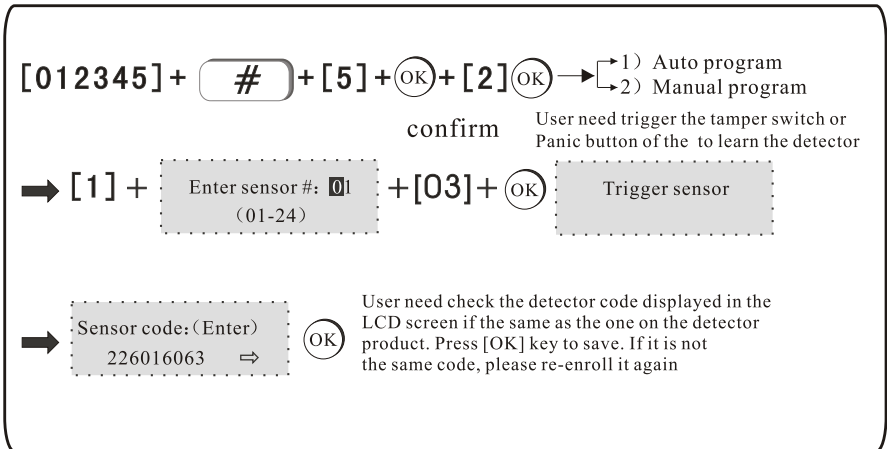 [012345]+ # +[5]+OK+[2]OK 1） Auto program
2） Manual program
confirm
User need trigger the tamper switch or
Panic button of the to learn the detector
[1]+ Enter sensor #: 01 +[03]+ OK Trigger sensor
（01-24）
Sensor code:(Enter)
226016063 ⇨
OK
User need check the detector code displayed in the
LCD screen if the same as the one on the detector
product. Press [OK] key to save. If it is not
the same code, please re-enroll it again